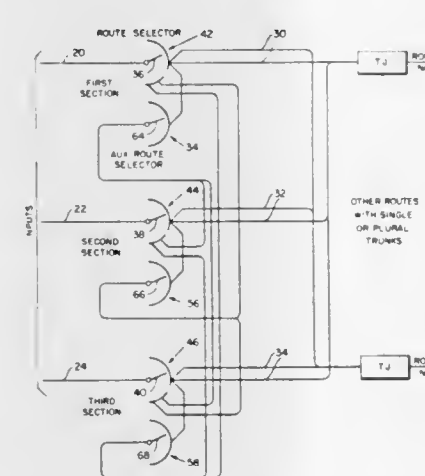 ROUTE SELECTOR
42
30
20
TJ
36
FIRST
SECTION
64
34
AUX ROUTE
SELECTOR
44
32
22
INPUTS
38
SECOND
SECTION
OTHER ROUTES
WITH SINGLE
OR PLURAL
TRUNKS
66
56
46
34
24
TJ
40
THIRD
SECTION
68
58